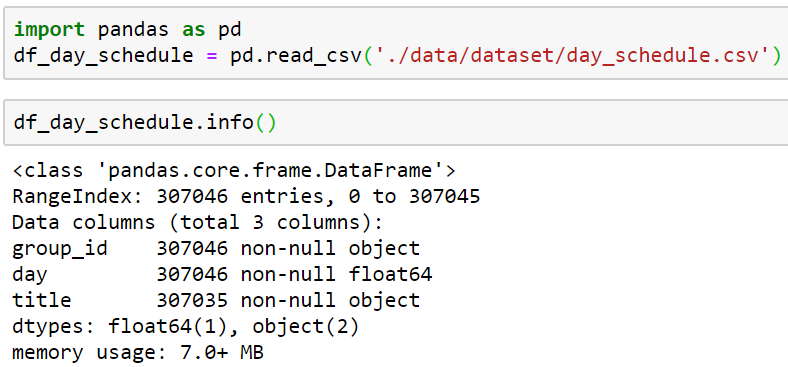 import pandas as pd
df_day_schedule = pd.read_csv('./data/dataset/day_schedule.csv')
df_day_schedule.info()
<class 'pandas.core.frame.DataFrame'>
RangeIndex: 307046 entries, 0 to 307045
Data columns (total 3 columns):
group_id    307046 non-null object
day         307046 non-null float64
title       307035 non-null object
dtypes: float64(1), object(2)
memory usage: 7.0+ MB